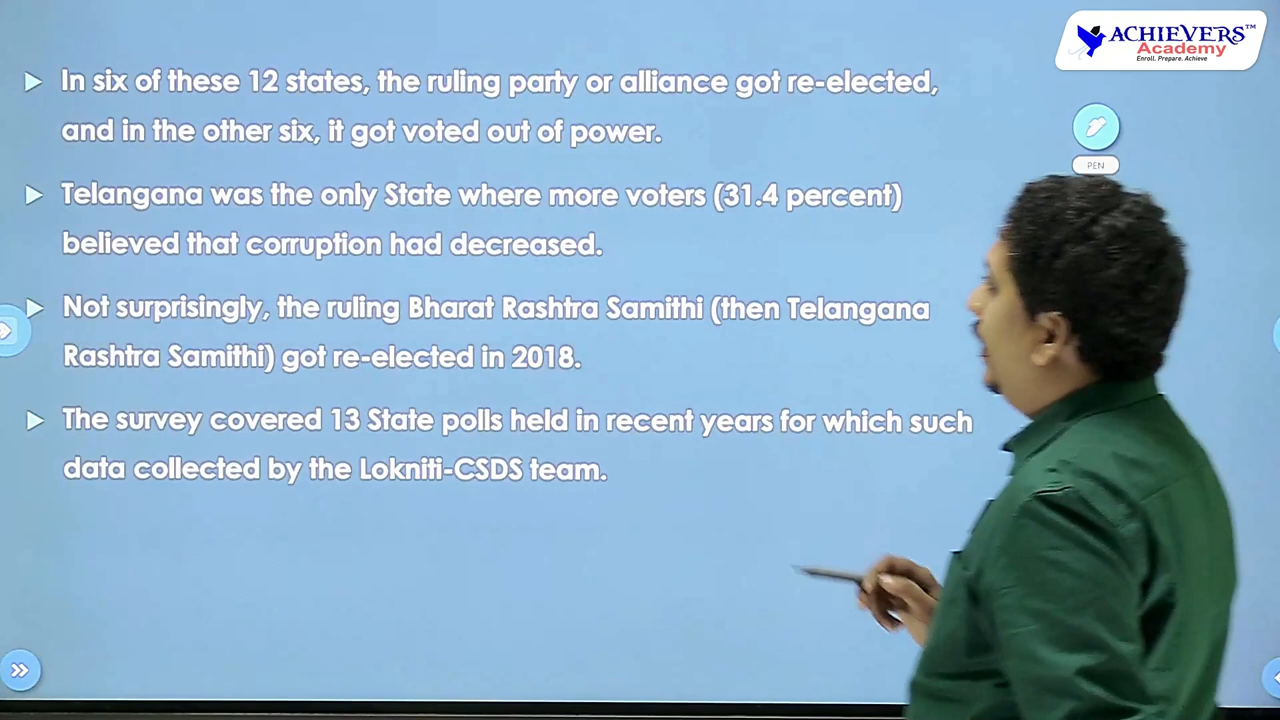 ACHIEVERS™
Academy
Enroll. Prepare. Achieve
In six of these 12 states, the ruling party or alliance got re-elected,
and in the other six, it got voted out of power.
PEN
Telangana was the only State where more voters (31.4 percent)
believed that corruption had decreased.
Not surprisingly, the ruling Bharat Rashtra Samithi (then Telangana
Rashtra Samithi) got re-elected in 2018.
The survey covered 13 State polls held in recent years for which such
data collected by the Lokniti-CSDS team.